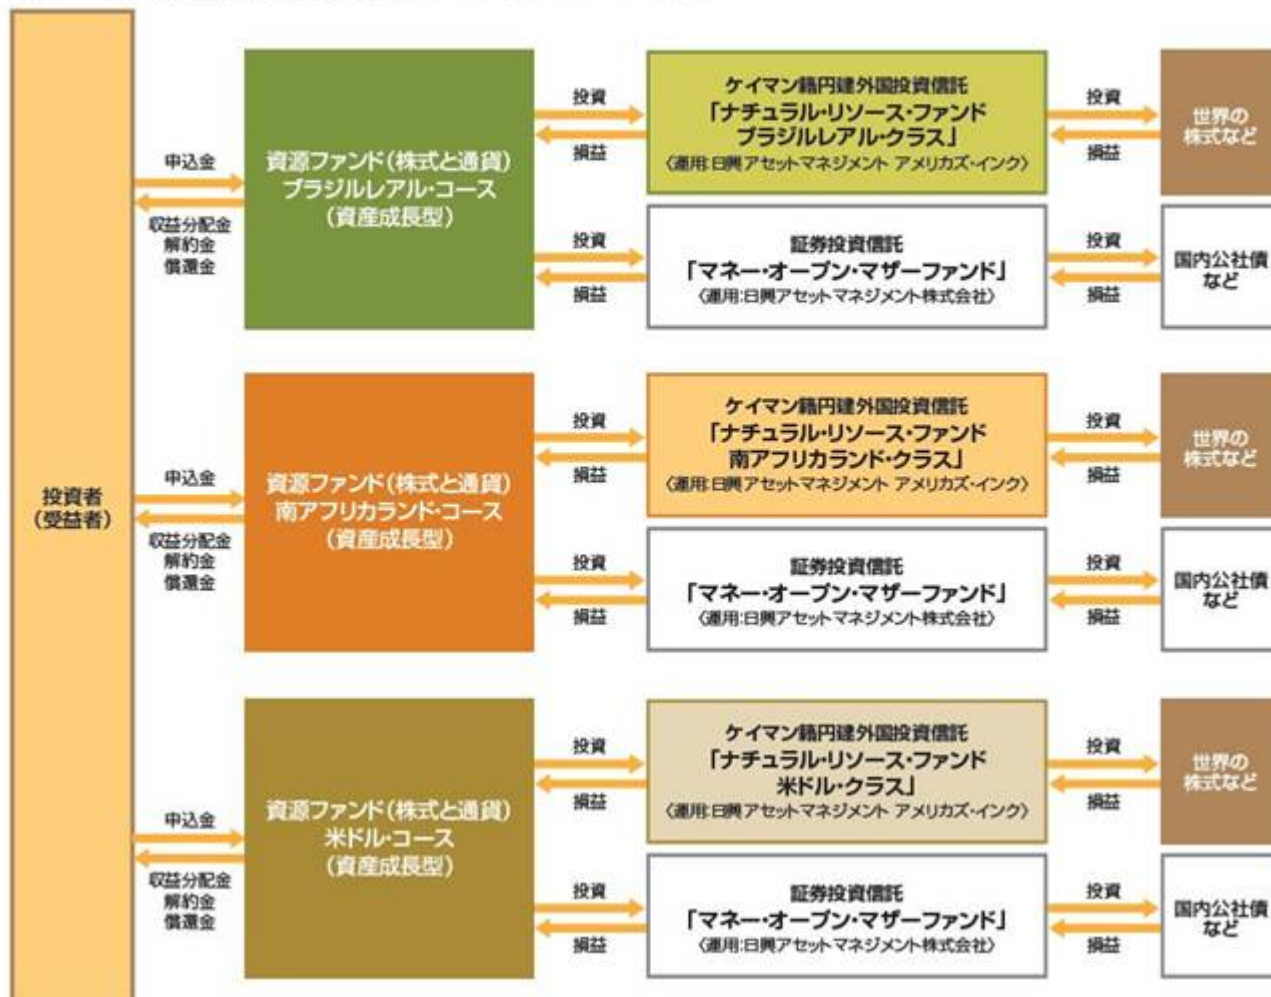 投資者
(受益者)
申込金
収益分配金
解約金
償還金
資源ファンド(株式と通貨)
ブラジルレアル・コース
(資産成長型)
投資
損益
ケイマン籍円建外国投資信託
「ナチュラル・リソース・ファンド
ブラジルレアル・クラス」
〈運用:日興アセットマネジメント アメリカズ・インク〉
投資
損益
世界の
株式など
投資
損益
証券投資信託
「マネー・オープン・マザーファンド」
〈運用:日興アセットマネジメント株式会社〉
投資
損益
国内公社債
など
申込金
収益分配金
解約金
償還金
資源ファンド(株式と通貨)
南アフリカランド・コース
(資産成長型)
投資
損益
ケイマン籍円建外国投資信託
「ナチュラル・リソース・ファンド
南アフリカランド・クラス」
〈運用:日興アセットマネジメント アメリカズ・インク〉
投資
損益
世界の
株式など
投資
損益
証券投資信託
「マネー・オープン・マザーファンド」
〈運用:日興アセットマネジメント株式会社〉
投資
損益
国内公社債
など
申込金
収益分配金
解約金
償還金
資源ファンド(株式と通貨)
米ドル・コース
(資産成長型)
投資
損益
ケイマン籍円建外国投資信託
「ナチュラル・リソース・ファンド
米ドル・クラス」
〈運用:日興アセットマネジメント アメリカズ・インク〉
投資
損益
世界の
株式など
投資
損益
証券投資信託
「マネー・オープン・マザーファンド」
〈運用:日興アセットマネジメント株式会社〉
投資
損益
国内公社債
など